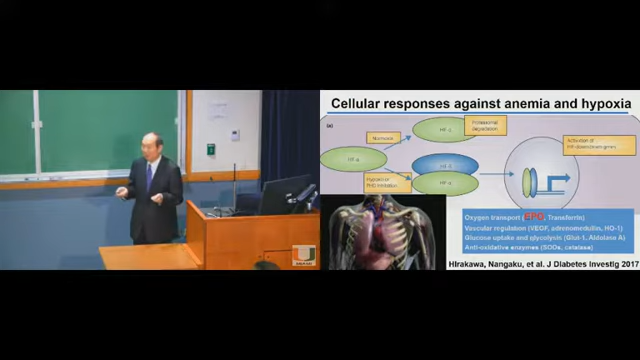 Cellular responses against anemia and hypoxia
(a)
Normoxia
HIF-α
Proteasomal
degradation
HIF-α
Hypoxia or
PHD inhibition
HIF-β
HIF-α
Activation of
HIF-downstream genes
Oxygen transport (EPO, Transferrin)
Vascular regulation (VEGF, adrenomedullin, HO-1)
Glucose uptake and glycolysis (Glut-1, Aldolase A)
Anti-oxidative enzymes (SODs, catalase)
Hirakawa, Nangaku, et al. J Diabetes Investig 2017